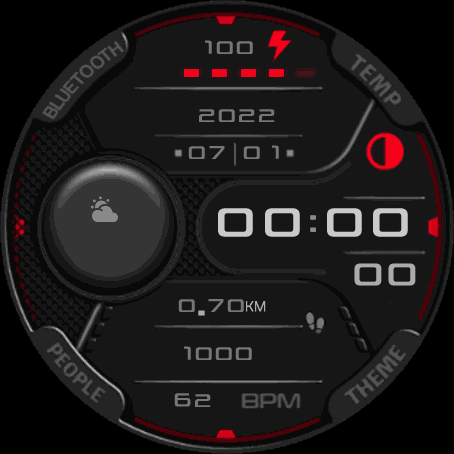 100
BLUETOOTH
TEMP
2022
07|01
00:00
00
0.70KM
1000
PEOPLE
THEME
62 BPM